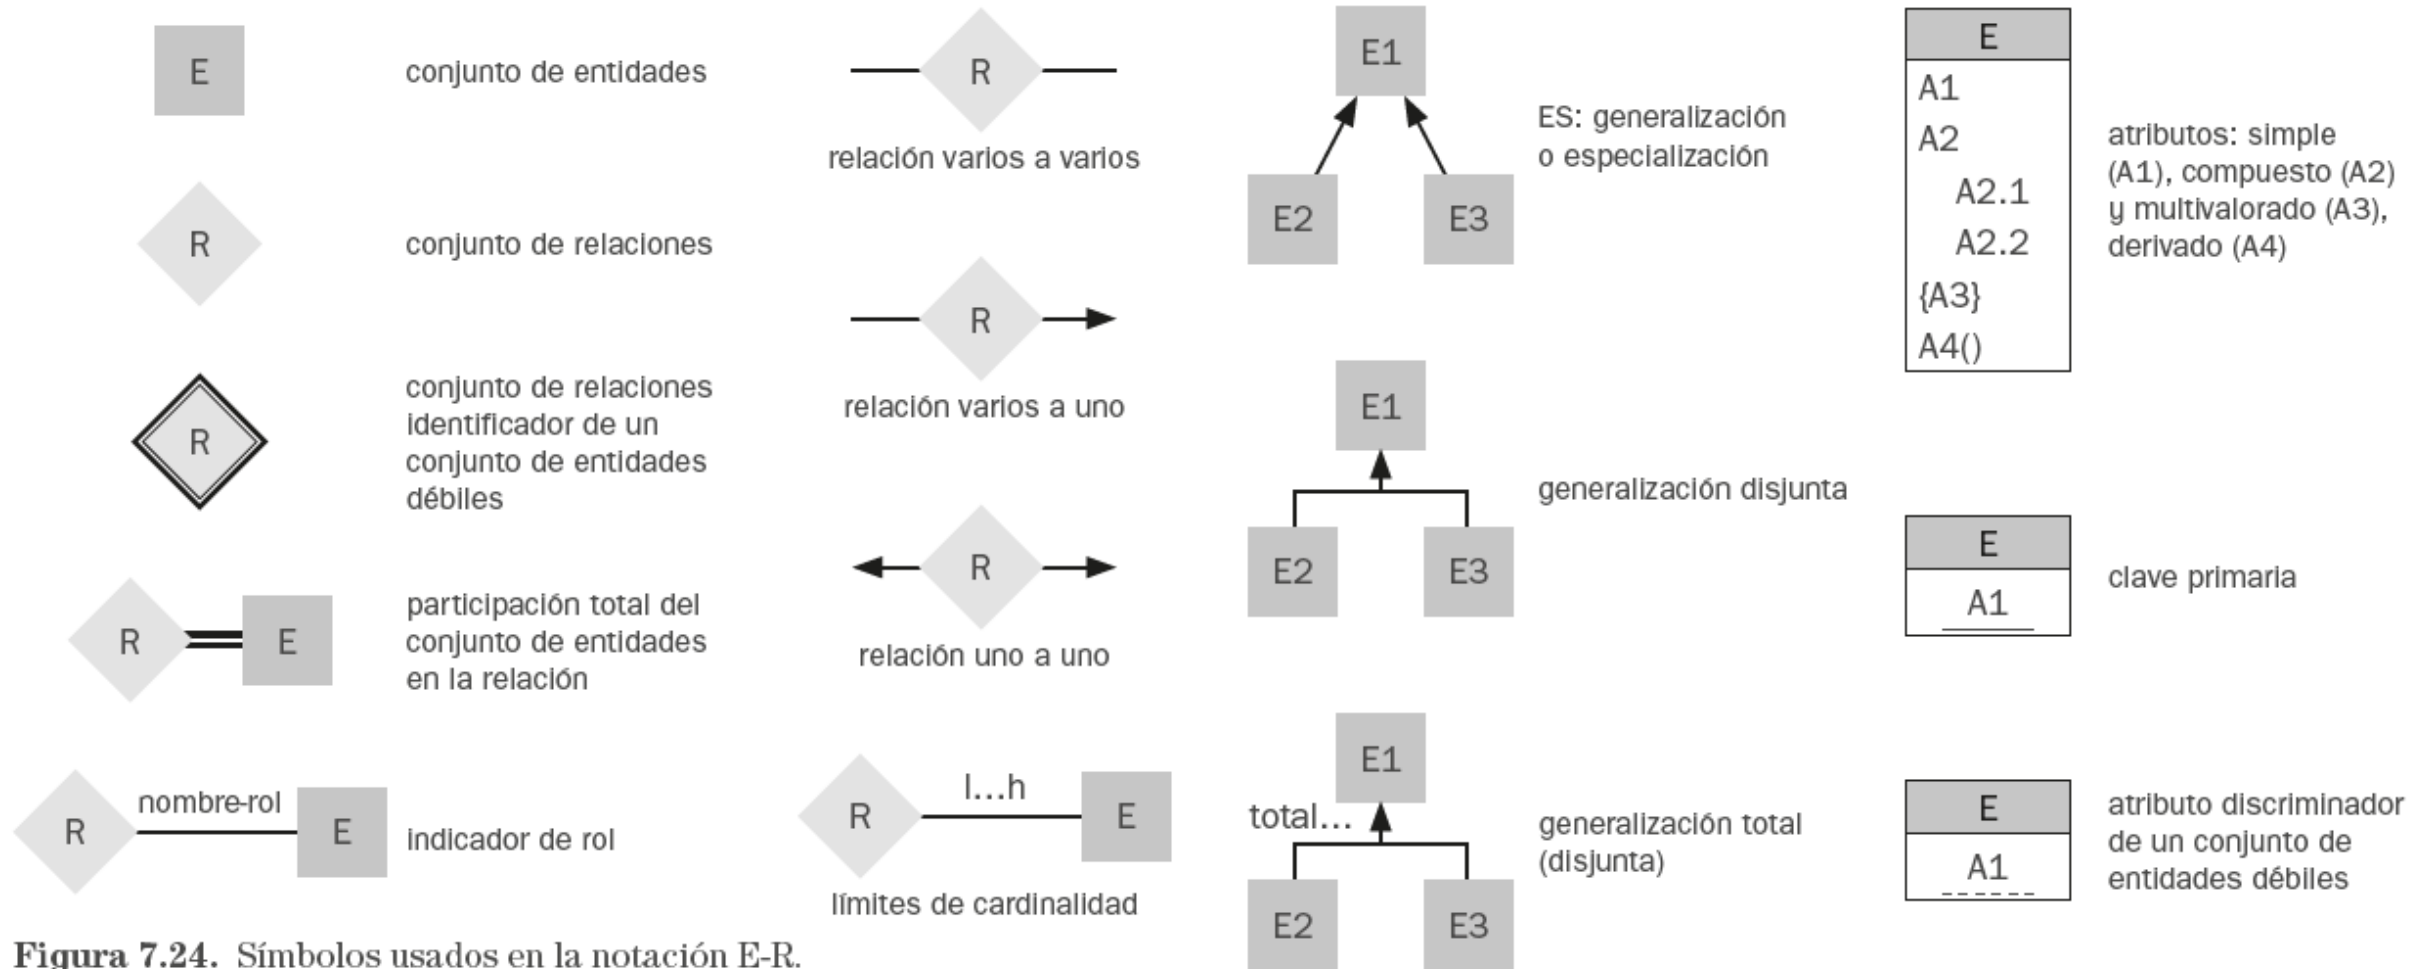 E
conjunto de entidades
R
conjunto de relaciones
R
conjunto de relaciones
identificador de un
conjunto de entidades
débiles
R
E
participación total del
conjunto de entidades
en la relación
R
nombre-rol
E
indicador de rol
R
relación varios a varios
R
relación varios a uno
R
relación uno a uno
R
l...h
E
límites de cardinalidad
E1
E2
E3
ES: generalización
o especialización
E1
E2
E3
generalización disjunta
E1
total...
E2
E3
generalización total
(disjunta)
E
A1
A2
A2.1
A2.2
{A3}
A4()
atributos: simple
(A1), compuesto (A2)
y multivalorado (A3),
derivado (A4)
E
A1
clave primaria
E
A1
atributo discriminador
de un conjunto de
entidades débiles
Figura 7.24. Símbolos usados en la notación E-R.